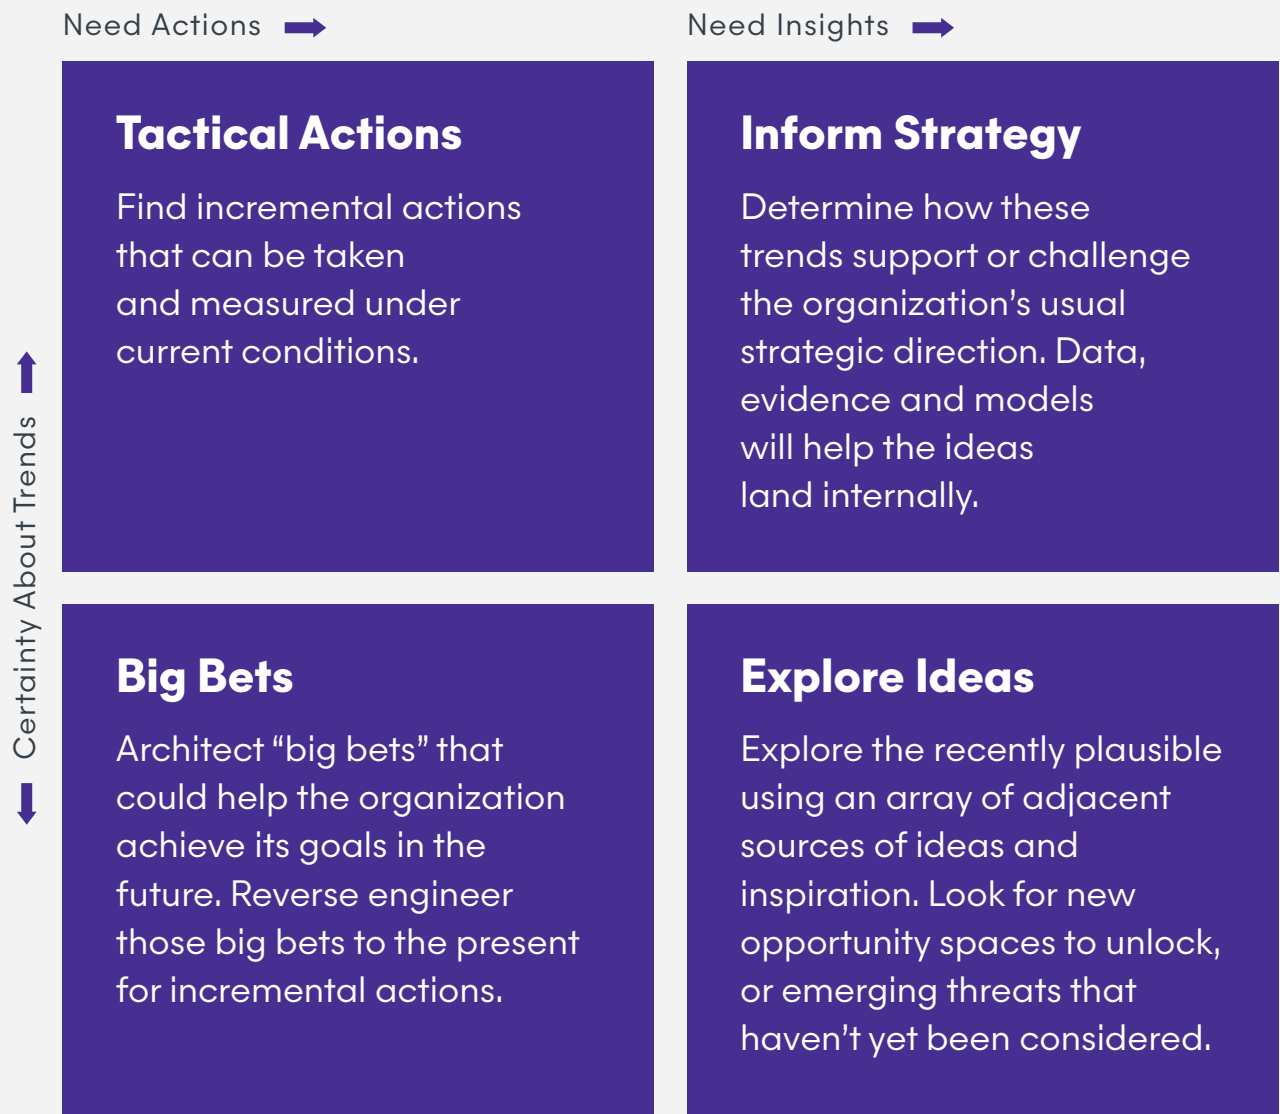 Need Actions
Need Insights
Tactical Actions
Find incremental actions
that can be taken
and measured under
current conditions.
Inform Strategy
Determine how these
trends support or challenge
the organization’s usual
strategic direction. Data,
evidence and models
will help the ideas
land internally.
Certainty About Trends
Big Bets
Architect “big bets” that
could help the organization
achieve its goals in the
future. Reverse engineer
those big bets to the present
for incremental actions.
Explore Ideas
Explore the recently plausible
using an array of adjacent
sources of ideas and
inspiration. Look for new
opportunity spaces to unlock,
or emerging threats that
haven’t yet been considered.